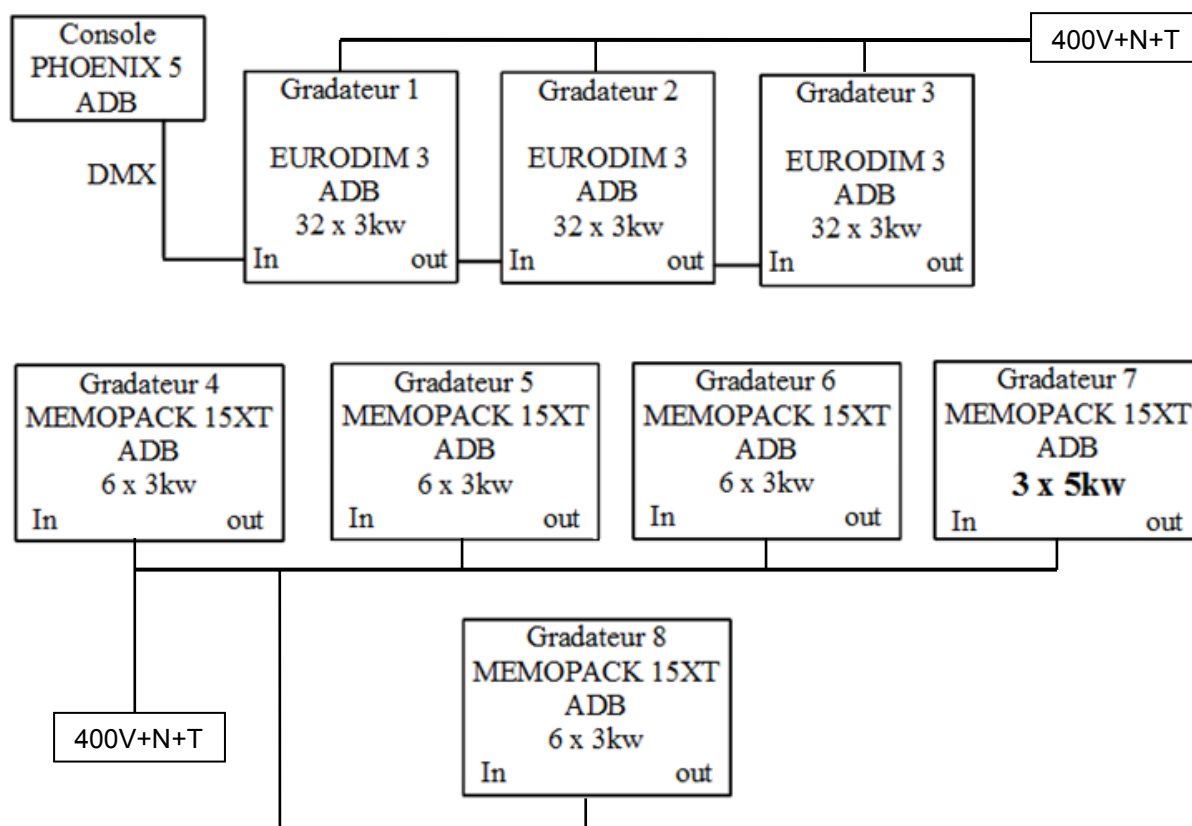 Console
PHOENIX 5
ADB
400V+N+T
DMX
Gradateur 1
EURODIM 3
ADB
32 x 3kw
In out
Gradateur 2
EURODIM 3
ADB
32 x 3kw
In out
Gradateur 3
EURODIM 3
ADB
32 x 3kw
In out
Gradateur 4
MEMOPACK 15XT
ADB
6 x 3kw
In out
Gradateur 5
MEMOPACK 15XT
ADB
6 x 3kw
In out
Gradateur 6
MEMOPACK 15XT
ADB
6 x 3kw
In out
Gradateur 7
MEMOPACK 15XT
ADB
3 x 5kw
In out
400V+N+T
Gradateur 8
MEMOPACK 15XT
ADB
6 x 3kw
In out